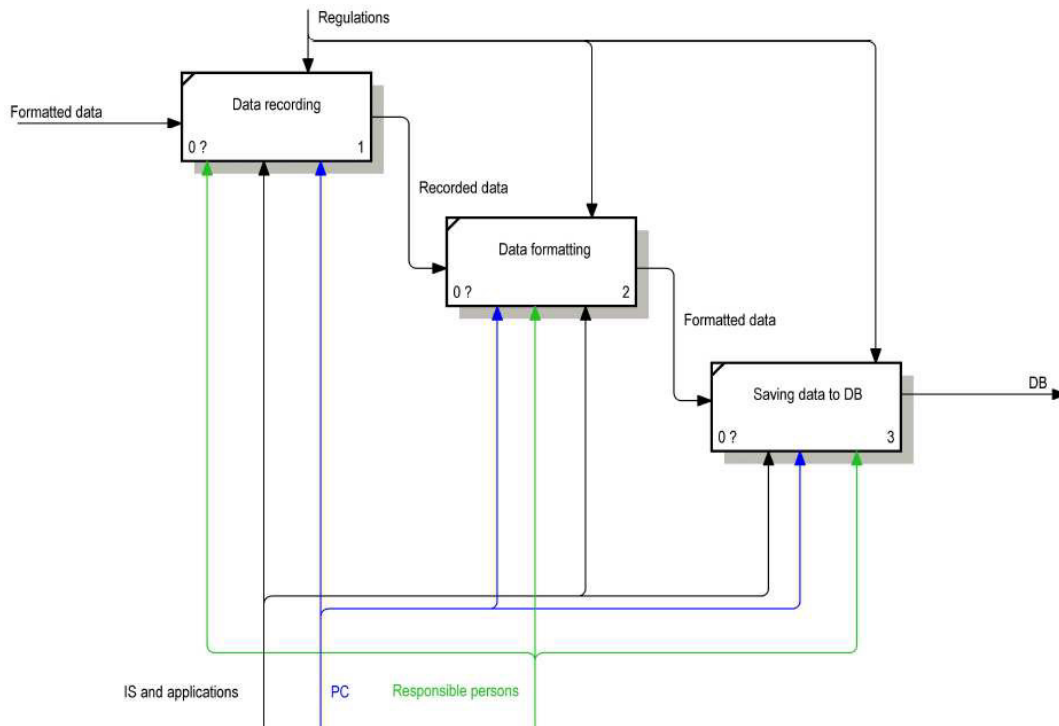 Regulations
Formatted data
Data recording
0 ?
1
Recorded data
Data formatting
0 ?
2
Formatted data
Saving data to DB
0 ?
3
DB
IS and applications
PC
Responsible persons